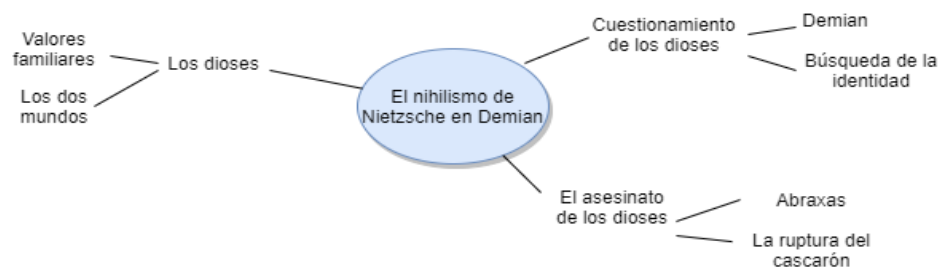 Valores
familiares
Los dioses
Los dos
mundos
El nihilismo de
Nietzsche en Demian
Cuestionamiento
de los dioses
Demian
Búsqueda de la
identidad
El asesinato
de los dioses
Abraxas
La ruptura del
cascarón